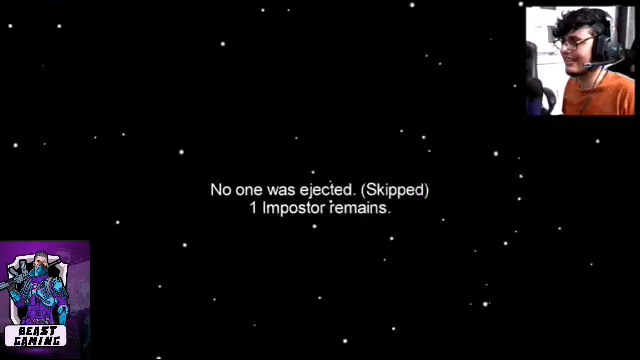 No one was ejected. (Skipped)
1 Impostor remains.
BEAST
GAMING